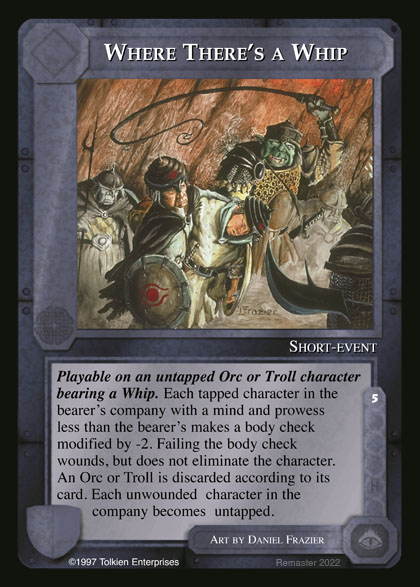 WHERE THERE'S A WHIP
D. Frazier
SHORT-EVENT
Playable on an untapped Orc or Troll character
bearing a Whip. Each tapped character in the
bearer's company with a mind and prowess
less than the bearer's makes a body check
modified by -2. Failing the body check
wounds, but does not eliminate the character.
An Orc or Troll is discarded according to its
card. Each unwounded character in the
company becomes untapped.
5
H
ART BY DANIEL FRAZIER
©1997 Tolkien Enterprises
Remaster 2022